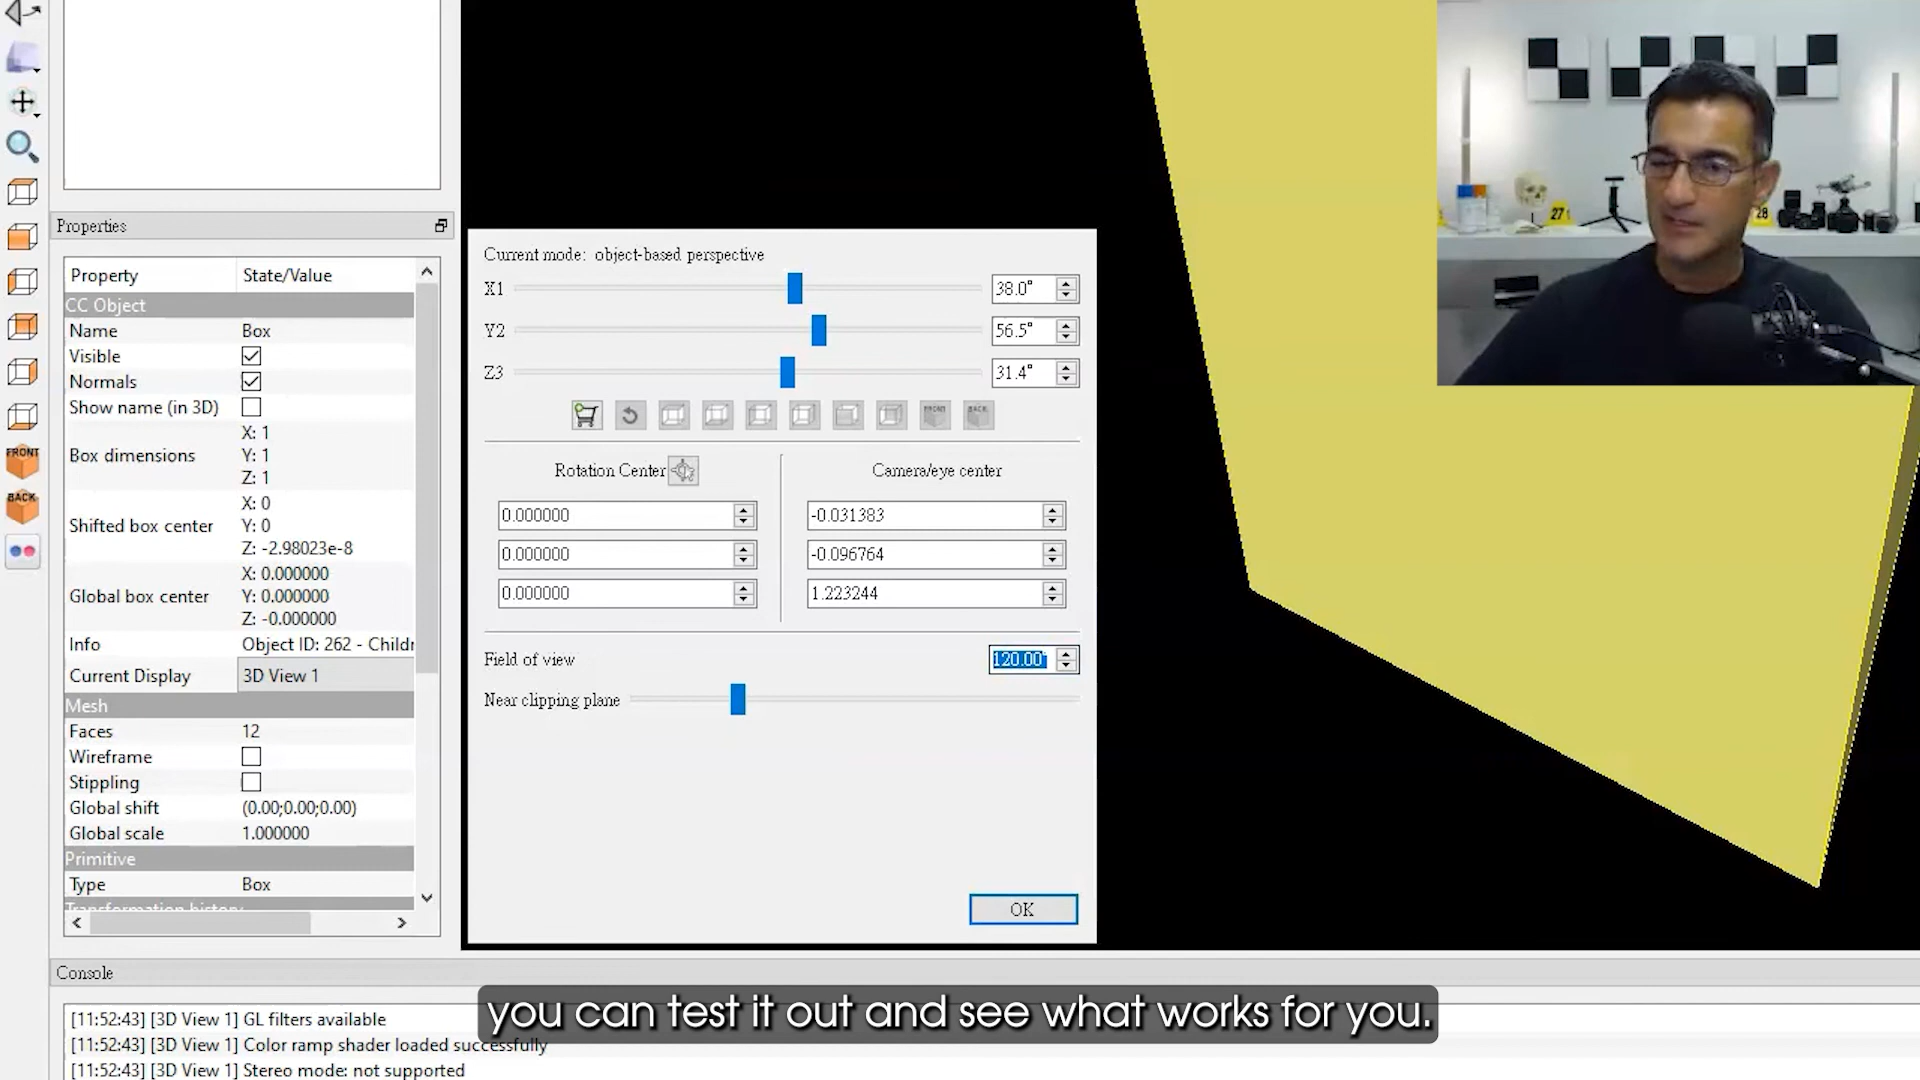 Properties
Property State/Value
CC Object
Name Box
Visible
Normals
Show name (in 3D)
Box dimensions
X: 1
Y: 1
Z: 1
Shifted box center
X: 0
Y: 0
Z: -2.98023e-8
Global box center
X: 0.000000
Y: 0.000000
Z: -0.000000
Info Object ID: 262 - Childr
Current Display 3D View 1
Mesh
Faces 12
Wireframe
Stippling
Global shift (0.00;0.00;0.00)
Global scale 1.000000
Primitive
Type Box
Transformation history
FRONT
BACK
Current mode: object-based perspective
X1 38.0°
Y2 56.5°
Z3 31.4°
FRONT BACK
Rotation Center Camera/eye center
0.000000 -0.031383
0.000000 -0.096764
0.000000 1.223244
Field of view 120.00°
Near clipping plane
OK
27
28
Console
[11:52:43] [3D View 1] GL filters available
[11:52:43] [3D View 1] Color ramp shader loaded successfully
[11:52:43] [3D View 1] Stereo mode: not supported
you can test it out and see what works for you.